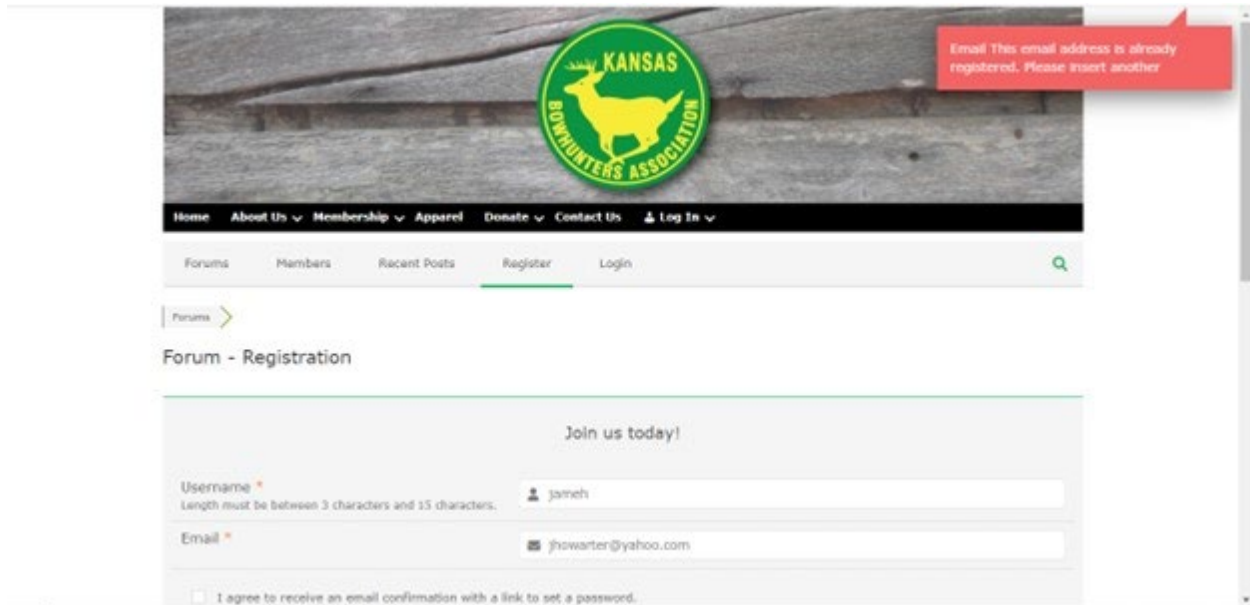 KANSAS
BOWHUNTERS ASSOCIATION
Email This email address is already
registered. Please insert another
Home About Us Membership Apparel Donate Contact Us Log In
Forums Members Recent Posts Register Login
Forums
Forum - Registration
Join us today!
Username *
jameh
Length must be between 3 characters and 15 characters.
Email *
jhowarter@yahoo.com
I agree to receive an email confirmation with a link to set a password.